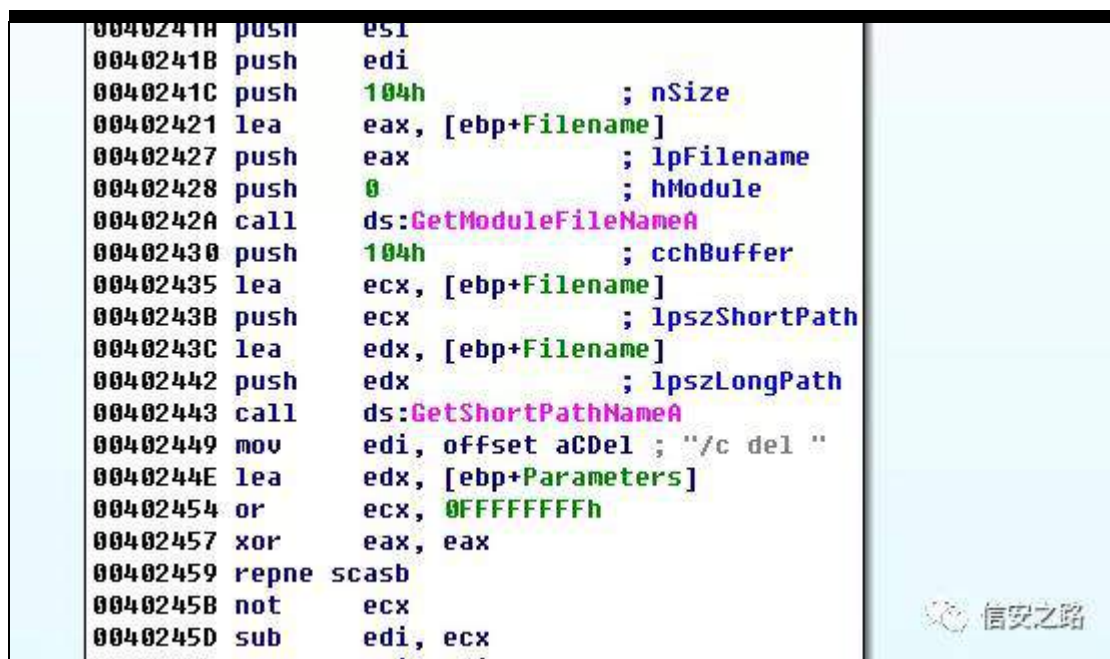 0040241A push esi
0040241B push edi
0040241C push 104h ; nSize
00402421 lea eax, [ebp+Filename]
00402427 push eax ; lpFilename
00402428 push 0 ; hModule
0040242A call ds:GetModuleFileNameA
00402430 push 104h ; cchBuffer
00402435 lea ecx, [ebp+Filename]
0040243B push ecx ; lpszShortPath
0040243C lea edx, [ebp+Filename]
00402442 push edx ; lpszLongPath
00402443 call ds:GetShortPathNameA
00402449 mov edi, offset aCDel ; "/c del "
0040244E lea edx, [ebp+Parameters]
00402454 or ecx, 0FFFFFFFFh
00402457 xor eax, eax
00402459 repne scasb
0040245B not ecx
0040245D sub edi, ecx
信安之路